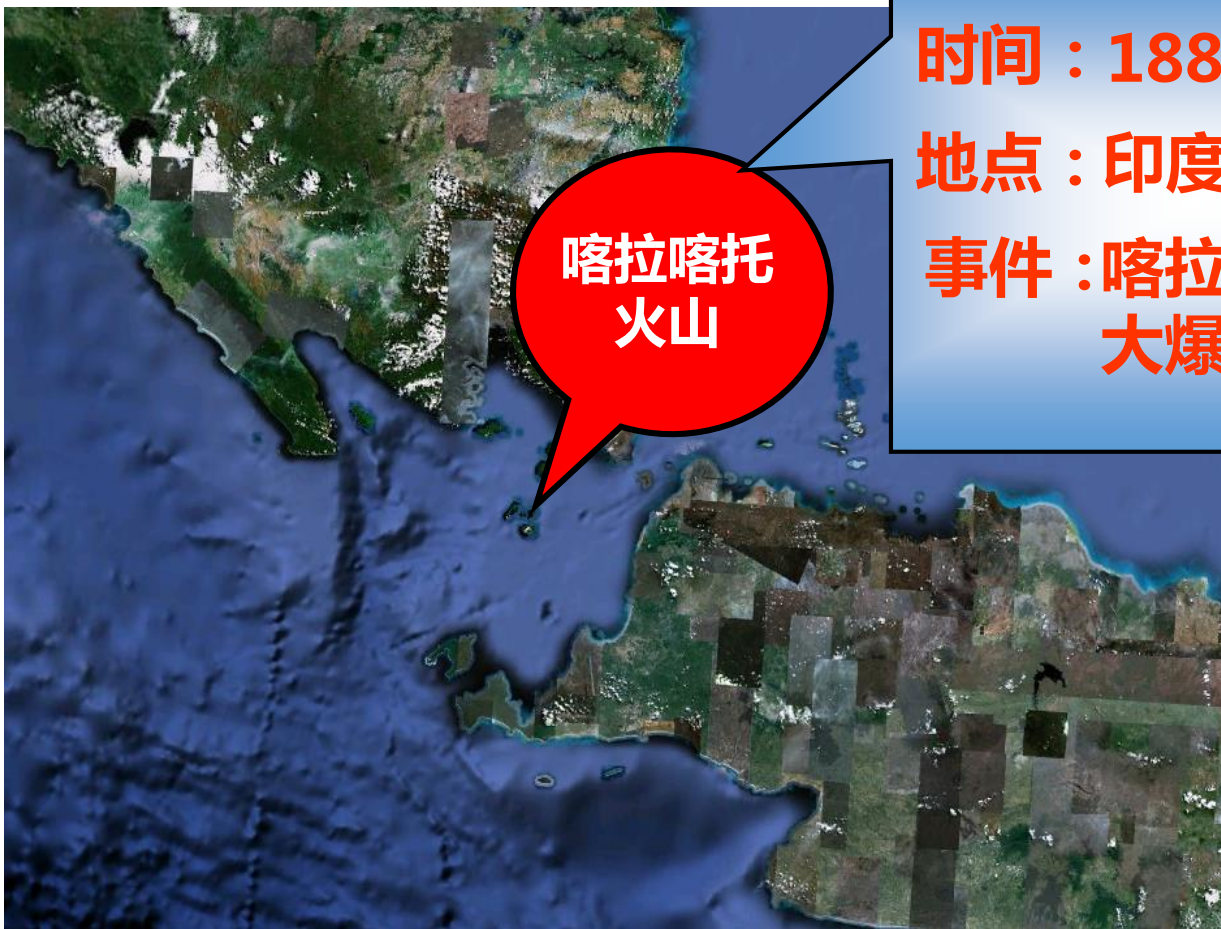 喀拉喀托
火山
时间：188
地点：印度
事件：喀拉
大爆